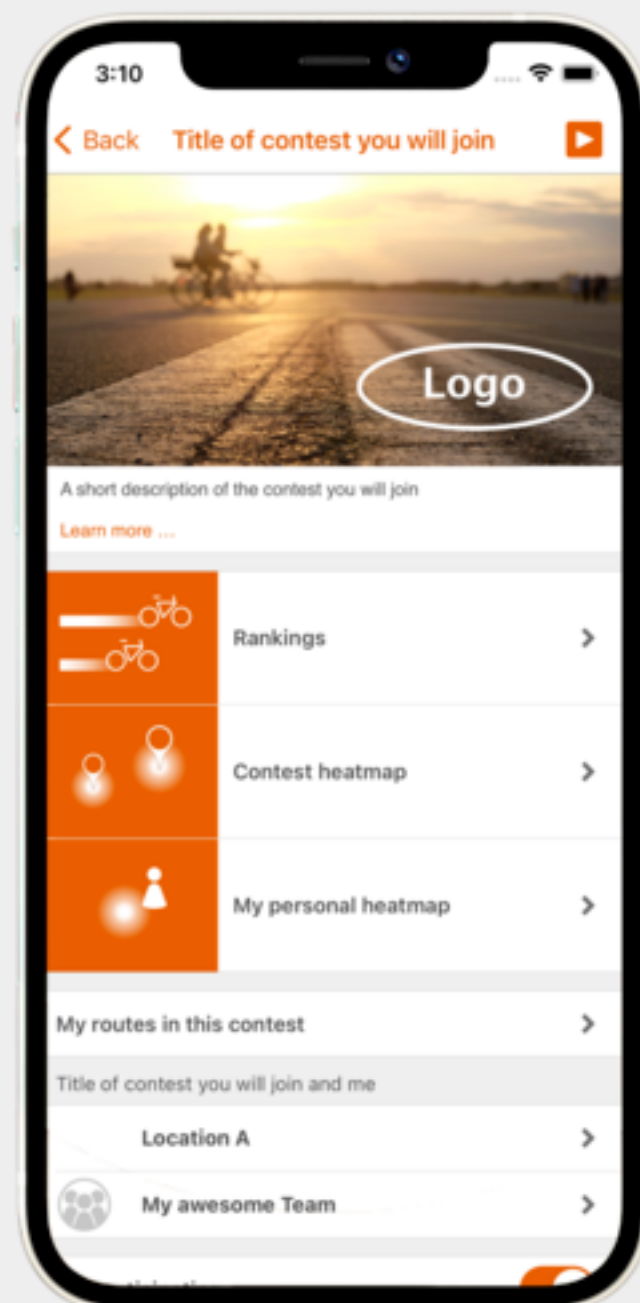 3:10
Back
Title of contest you will join
Logo
A short description of the contest you will join
Learn more ...
Rankings
Contest heatmap
My personal heatmap
My routes in this contest
Title of contest you will join and me
Location A
My awesome Team